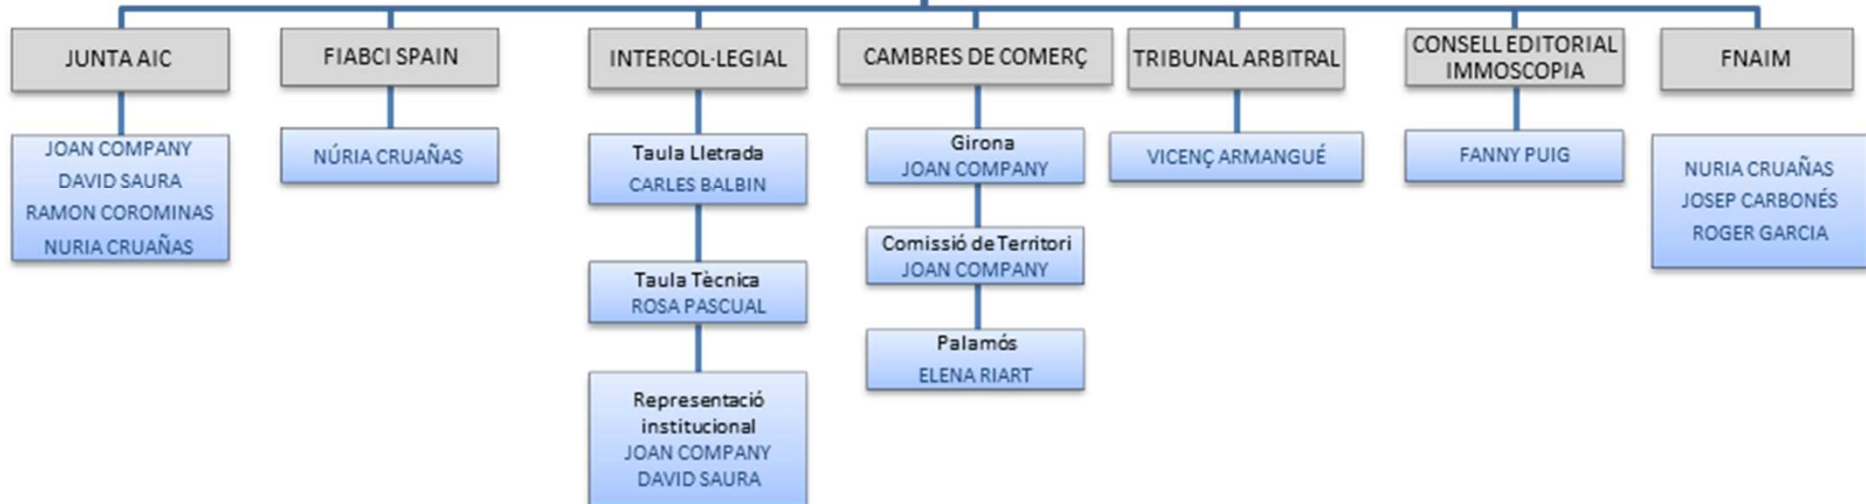 JUNTA AIC
JOAN COMPANY
DAVID SAURA
RAMON COROMINAS
NURIA CRUAÑAS
FIABCI SPAIN
NÚRIA CRUAÑAS
INTERCOL·LEGIAL
Taula Lletrada
CARLES BALBIN
Taula Tècnica
ROSA PASCUAL
Representació
institucional
JOAN COMPANY
DAVID SAURA
CAMBRES DE COMERÇ
Girona
JOAN COMPANY
Comissió de Territori
JOAN COMPANY
Palamós
ELENA RIART
TRIBUNAL ARBITRAL
VICENÇ ARMANGUÉ
CONSELL EDITORIAL
IMMOSCOPIA
FANNY PUIG
FNAIM
NURIA CRUAÑAS
JOSEP CARBONÉS
ROGER GARCIA